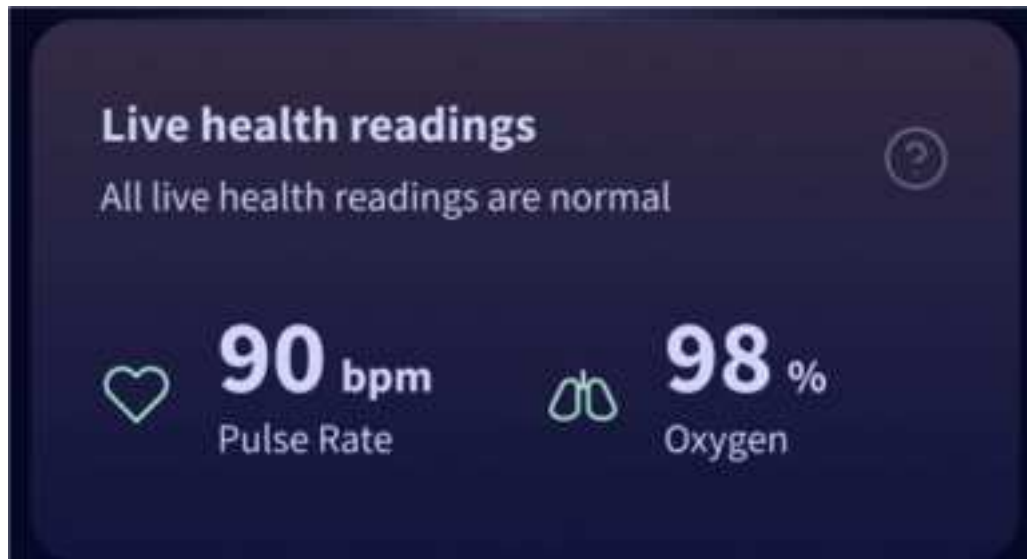 Live health readings
All live health readings are normal
90 bpm
Pulse Rate
98 %
Oxygen